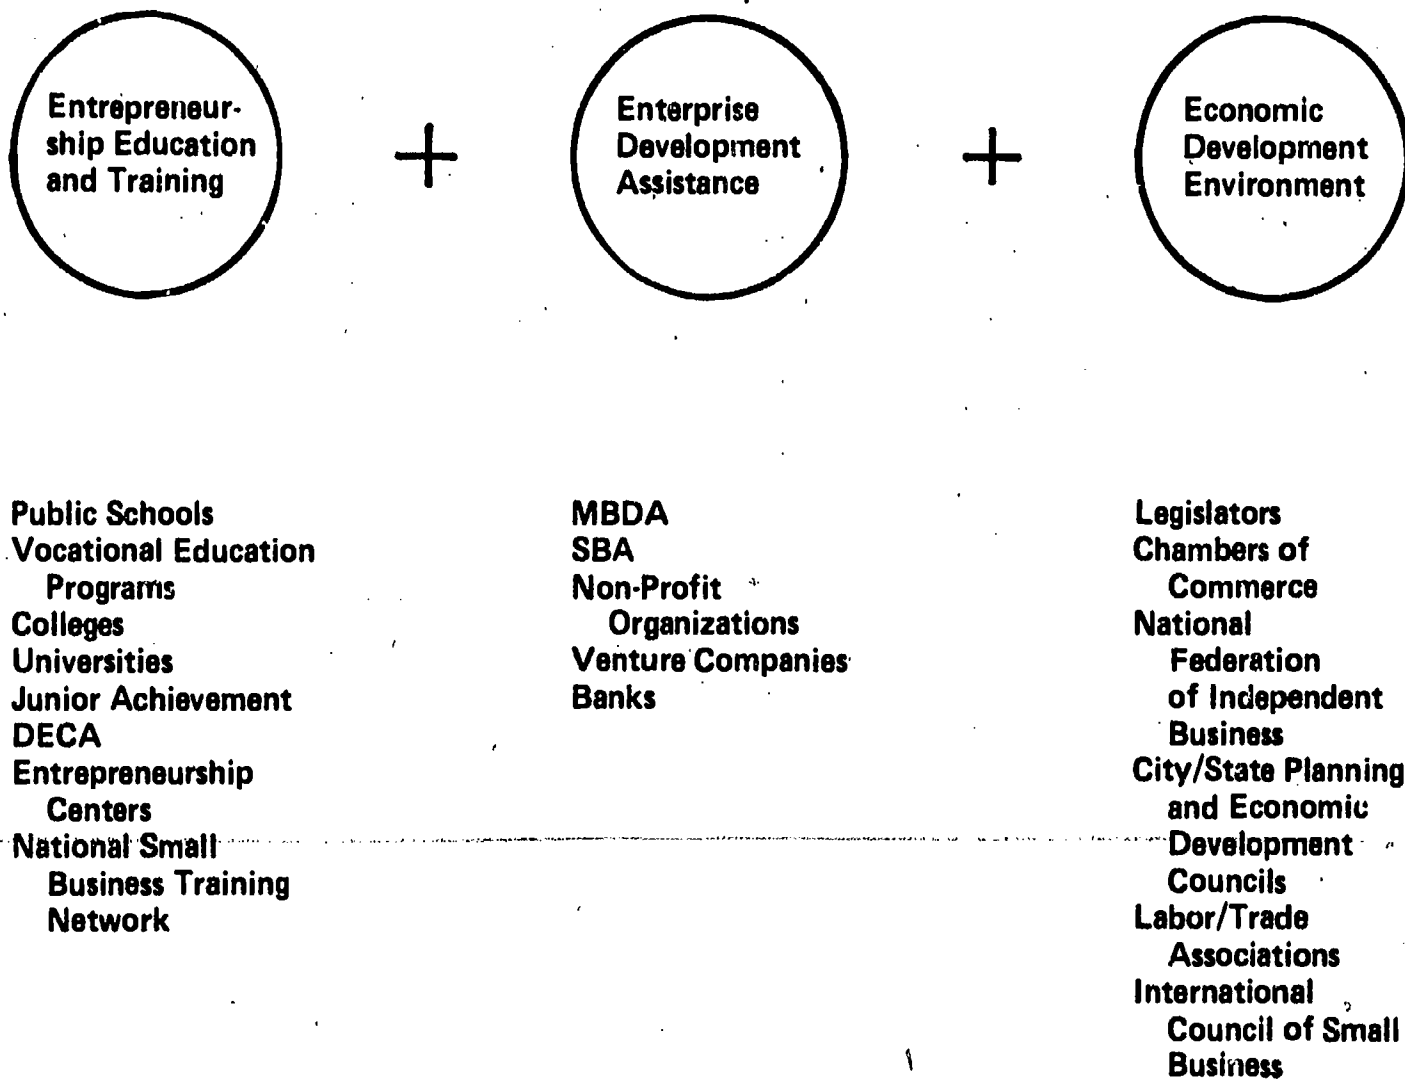 Entrepreneur-
ship Education
and Training
+
Enterprise
Development
Assistance
+
Economic
Development
Environment
Public Schools
Vocational Education
Programs
Colleges
Universities
Junior Achievement
DECA
Entrepreneurship
Centers
National Small
Business Training
Network
MBDA
SBA
Non-Profit
Organizations
Venture Companies
Banks
Legislators
Chambers of
Commerce
National
Federation
of Independent
Business
City/State Planning
and Economic
Development
Councils
Labor/Trade
Associations
International
Council of Small
Business